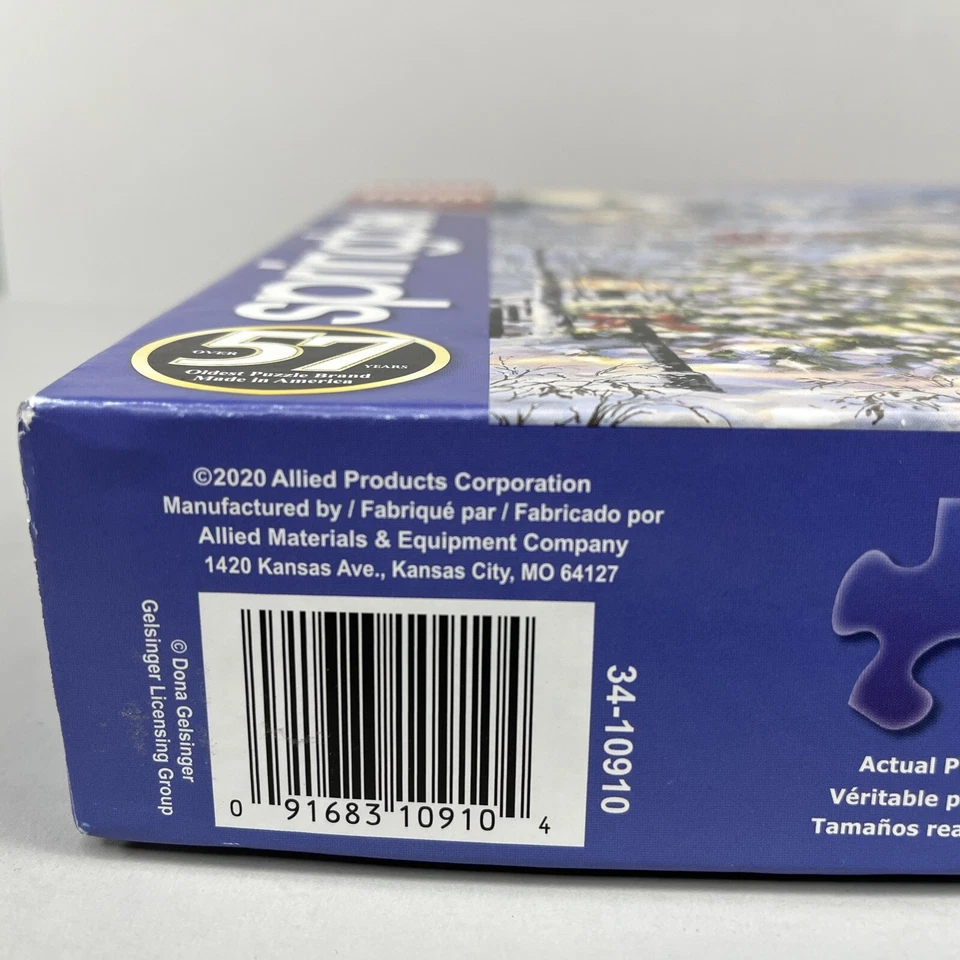 springbok
OVER 57 YEARS
Oldest Puzzle Brand
Made in America
©2020 Allied Products Corporation
Manufactured by / Fabriqué par / Fabricado por
Allied Materials & Equipment Company
1420 Kansas Ave., Kansas City, MO 64127
© Dona Gelsinger
Gelsinger Licensing Group
0 91683 10910 4
34-10910
Actual P
Véritable p
Tamaños rea